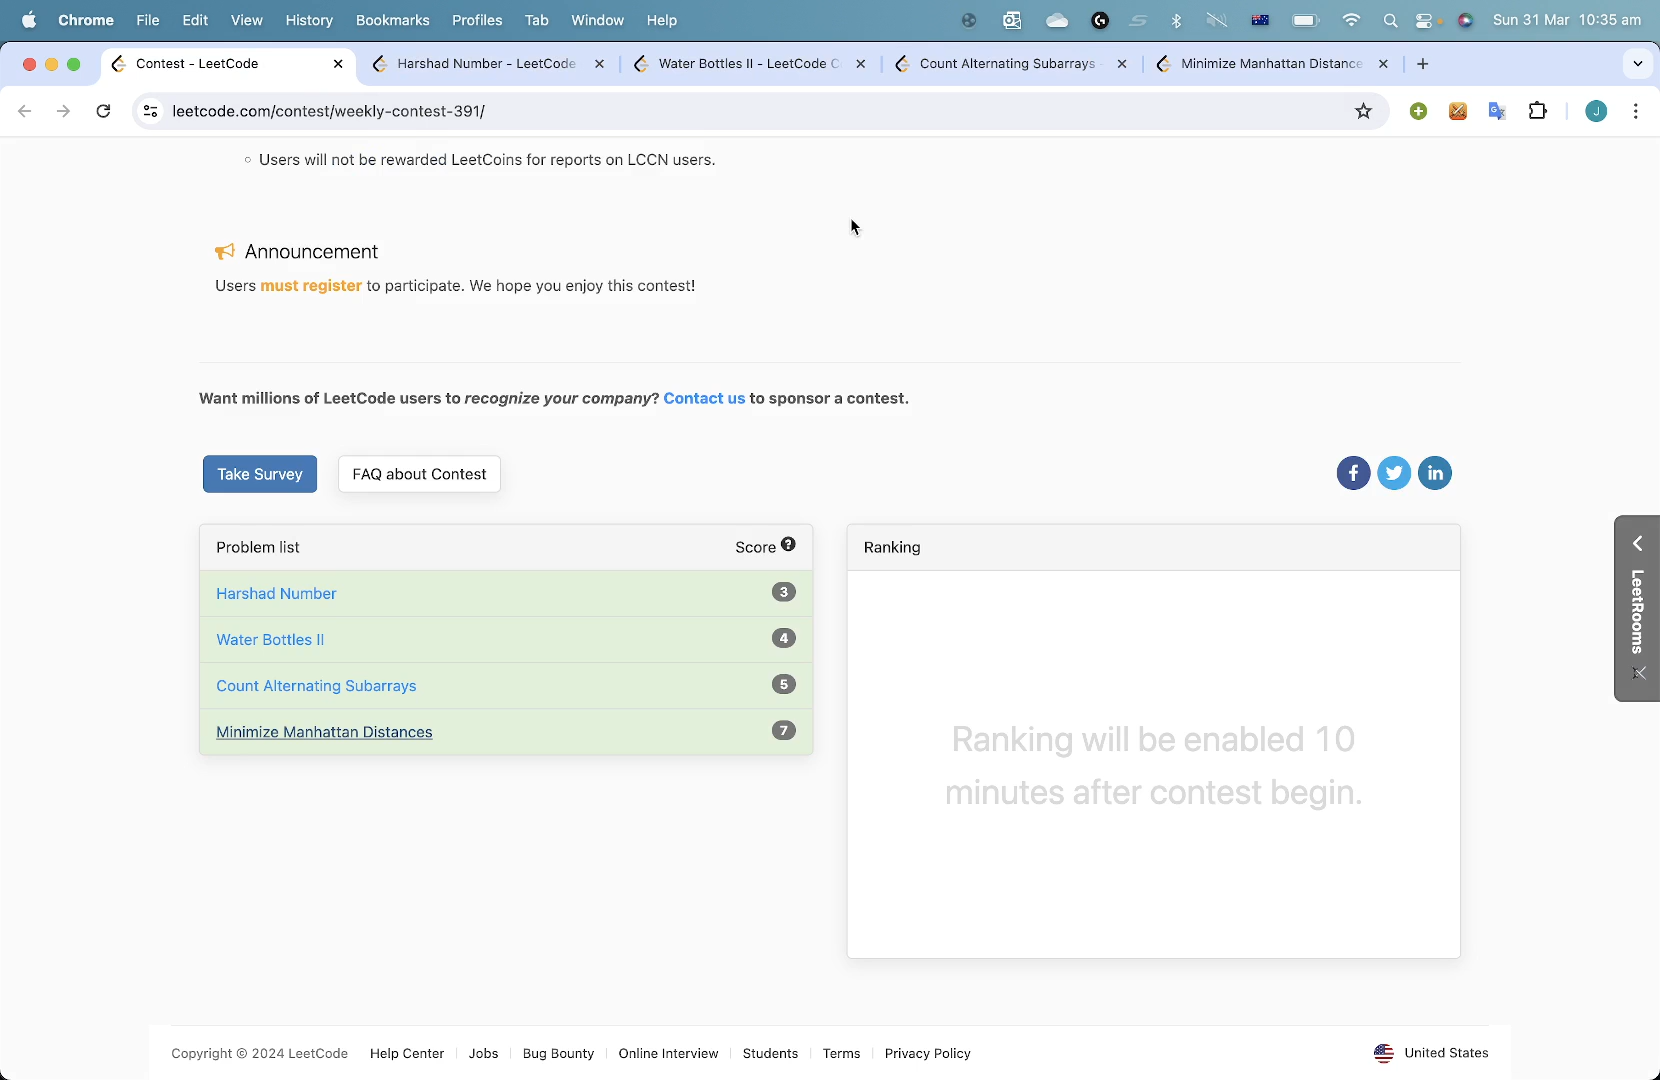 Chrome File Edit View History Bookmarks Profiles Tab Window Help Sun 31 Mar 10:35 am
Contest - LeetCode Harshad Number - LeetCode Water Bottles II - LeetCode C Count Alternating Subarrays - Minimize Manhattan Distance
leetcode.com/contest/weekly-contest-391/ J
Users will not be rewarded LeetCoins for reports on LCCN users.
Announcement
Users must register to participate. We hope you enjoy this contest!
Want millions of LeetCode users to recognize your company? Contact us to sponsor a contest.
Take Survey FAQ about Contest
Problem list Score
Harshad Number 3
Water Bottles II 4
Count Alternating Subarrays 5
Minimize Manhattan Distances 7
Ranking
Ranking will be enabled 10
minutes after contest begin.
LeetRooms
Copyright © 2024 LeetCode Help Center Jobs Bug Bounty Online Interview Students Terms Privacy Policy United States